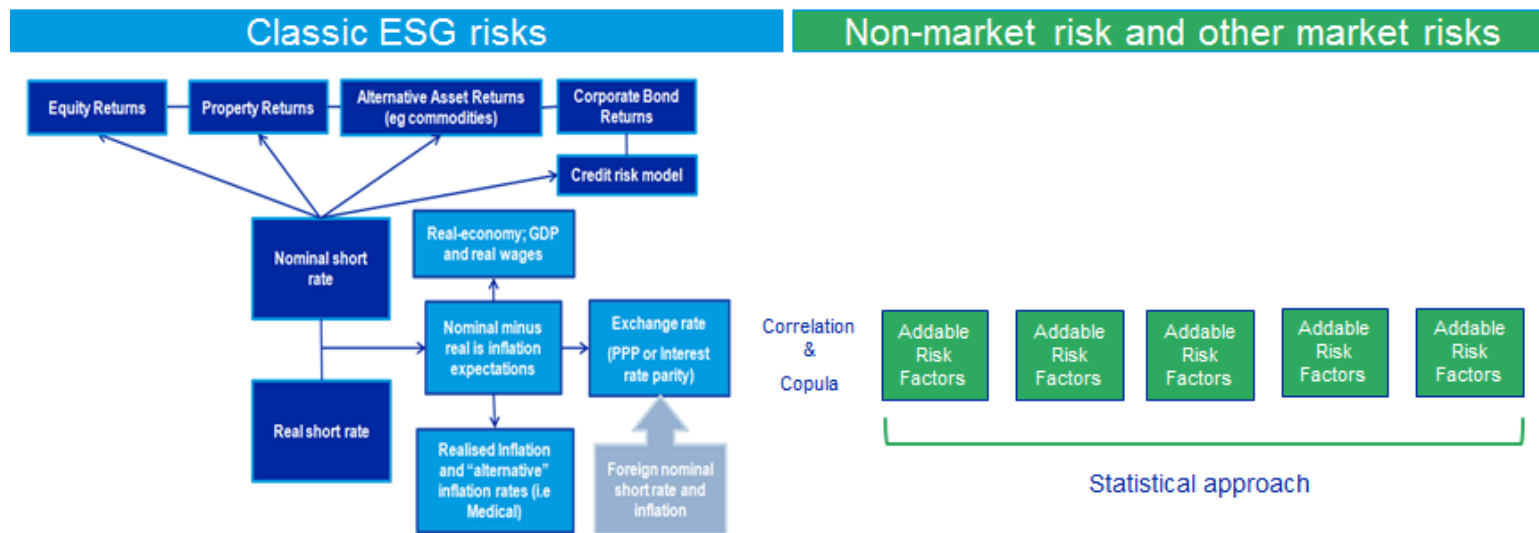 Classic ESG risks
Non-market risk and other market risks
Equity Returns
Property Returns
Alternative Asset Returns
(eg commodities)
Corporate Bond
Returns
Credit risk model
Nominal short
rate
Real-economy; GDP
and real wages
Nominal minus
real is inflation
expectations
Exchange rate
(PPP or Interest
rate parity)
Real short rate
Realised Inflation
and “alternative”
inflation rates (i.e
Medical)
Foreign nominal
short rate and
inflation
Correlation
&
Copula
Addable
Risk
Factors
Addable
Risk
Factors
Addable
Risk
Factors
Addable
Risk
Factors
Addable
Risk
Factors
Statistical approach